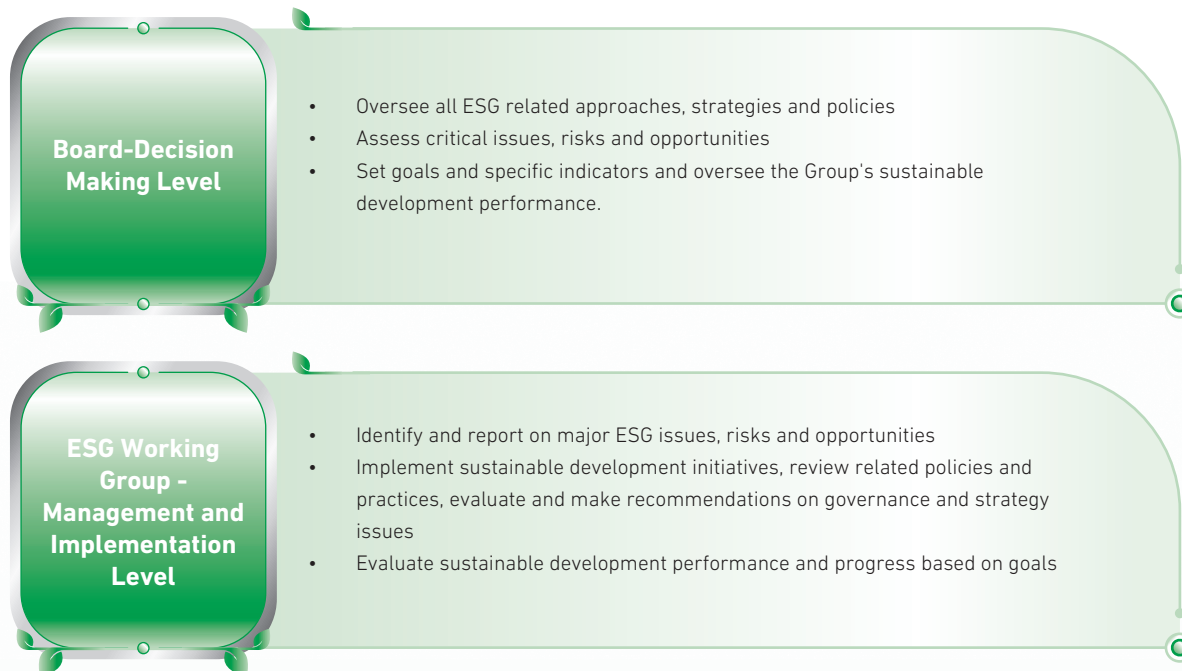 Board-Decision
Making Level
• Oversee all ESG related approaches, strategies and policies
• Assess critical issues, risks and opportunities
• Set goals and specific indicators and oversee the Group's sustainable
development performance.
ESG Working
Group -
Management and
Implementation
Level
• Identify and report on major ESG issues, risks and opportunities
• Implement sustainable development initiatives, review related policies and
practices, evaluate and make recommendations on governance and strategy
issues
• Evaluate sustainable development performance and progress based on goals